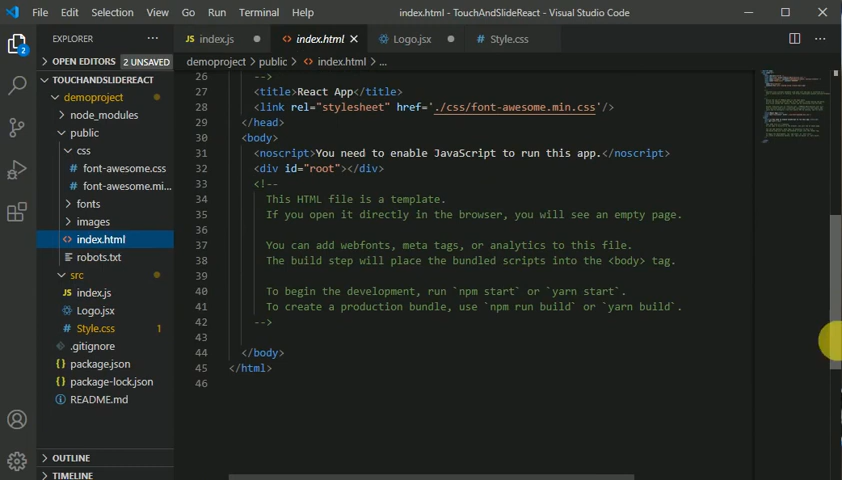 File Edit Selection View Go Run Terminal Help index.html - TouchAndSlideReact - Visual Studio Code
EXPLORER ··· JS index.js <> index.html Logo.jsx # Style.css
2
OPEN EDITORS 2 UNSAVED demoproject > public > <> index.html > ...
TOUCHANDSLIDEREACT
demoproject
node_modules
public
css
# font-awesome.css
# font-awesome.mi...
fonts
images
<> index.html
robots.txt
src
JS index.js
Logo.jsx
# Style.css 1
.gitignore
{} package.json
{} package-lock.json
README.md
OUTLINE
TIMELINE
26 -->
27 <title>React App</title>
28 <link rel="stylesheet" href='./css/font-awesome.min.css'/>
29 </head>
30 <body>
31 <noscript>You need to enable JavaScript to run this app.</noscript>
32 <div id="root"></div>
33 <!--
34 This HTML file is a template.
35 If you open it directly in the browser, you will see an empty page.
36
37 You can add webfonts, meta tags, or analytics to this file.
38 The build step will place the bundled scripts into the <body> tag.
39
40 To begin the development, run `npm start` or `yarn start`.
41 To create a production bundle, use `npm run build` or `yarn build`.
42 -->
43
44 </body>
45 </html>
46